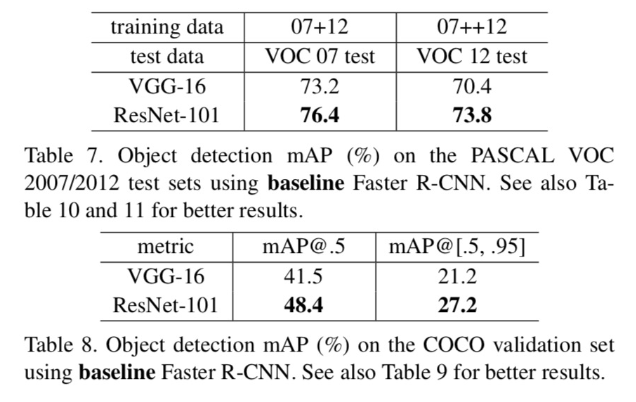 training data 07+12 07++12
test data VOC 07 test VOC 12 test
VGG-16 73.2 70.4
ResNet-101 76.4 73.8
Table 7. Object detection mAP (%) on the PASCAL VOC
2007/2012 test sets using baseline Faster R-CNN. See also Ta-
ble 10 and 11 for better results.
metric mAP@.5 mAP@[.5, .95]
VGG-16 41.5 21.2
ResNet-101 48.4 27.2
Table 8. Object detection mAP (%) on the COCO validation set
using baseline Faster R-CNN. See also Table 9 for better results.